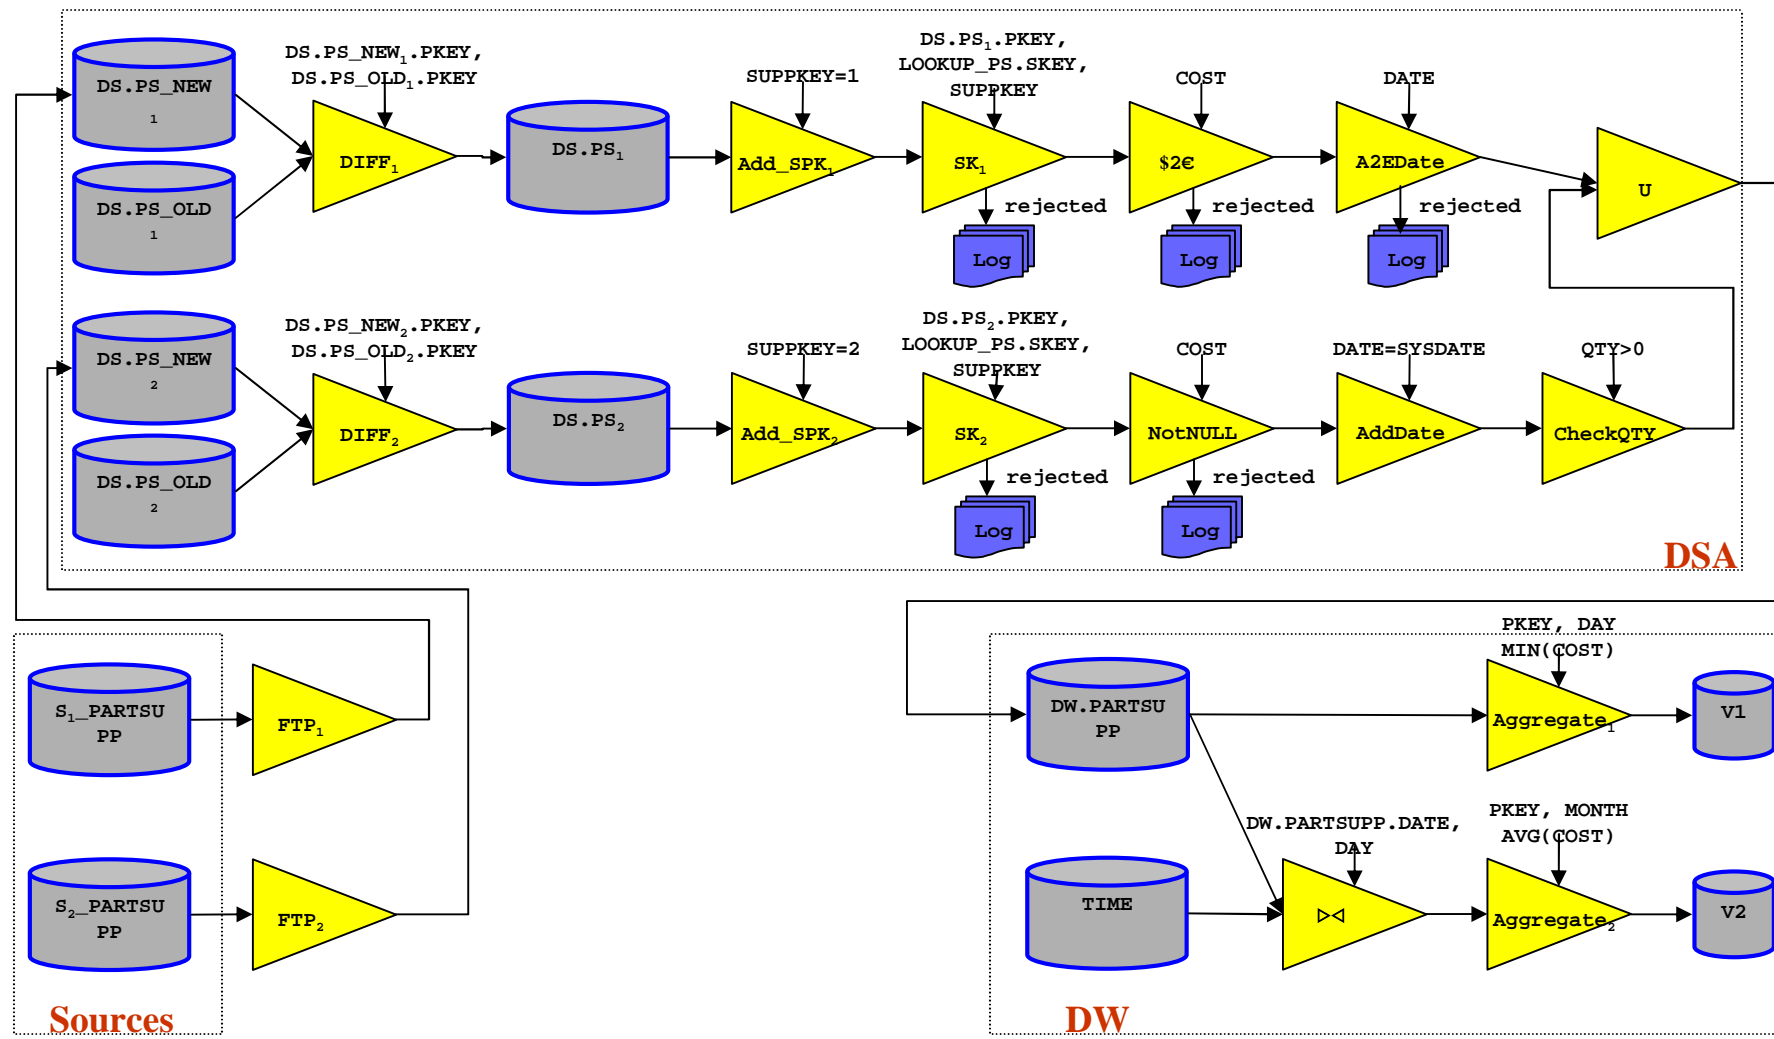 DS.PS_NEW
1
DS.PS_OLD
1
DS.PS_NEW₁.PKEY,
DS.PS_OLD₁.PKEY
DIFF₁
DS.PS₁
SUPPKEY=1
Add_SPK₁
DS.PS₁.PKEY,
LOOKUP_PS.SKEY,
SUPPKEY
SK₁
rejected
Log
COST
$2€
rejected
Log
DATE
A2EDate
rejected
Log
U
DS.PS_NEW
2
DS.PS_OLD
2
DS.PS_NEW₂.PKEY,
DS.PS_OLD₂.PKEY
DIFF₂
DS.PS₂
SUPPKEY=2
Add_SPK₂
DS.PS₂.PKEY,
LOOKUP_PS.SKEY,
SUPPKEY
SK₂
rejected
Log
COST
NotNULL
rejected
Log
DATE=SYSDATE
AddDate
QTY>0
CheckQTY
DSA
S₁_PARTSU
PP
FTP₁
S₂_PARTSU
PP
FTP₂
Sources
DW.PARTSU
PP
PKEY, DAY
MIN(COST)
Aggregate₁
V1
TIME
DW.PARTSUPP.DATE,
DAY
⋈
PKEY, MONTH
AVG(COST)
Aggregate₂
V2
DW